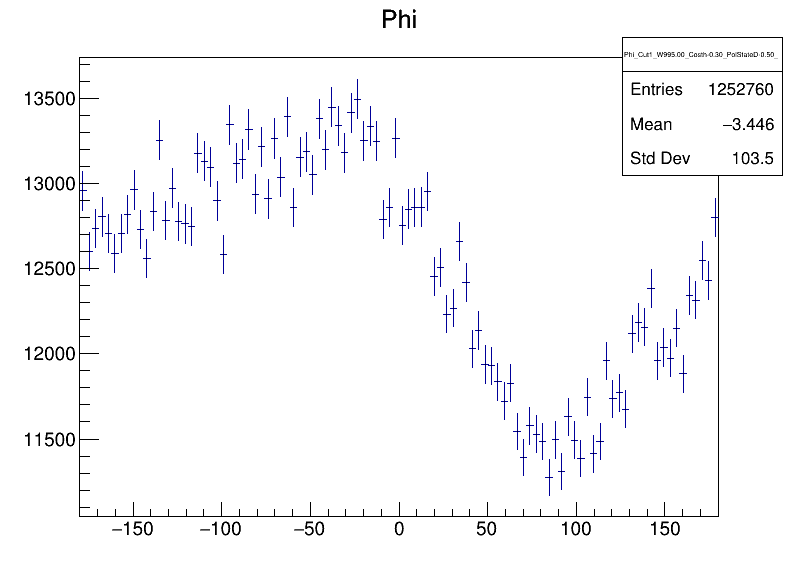 Phi
Phi_Cut1_W995.00_Costh-0.30_PolStateD-0.50_
Entries 1252760
Mean −3.446
Std Dev 103.5
13500
13000
12500
12000
11500
−150 −100 −50 0 50 100 150